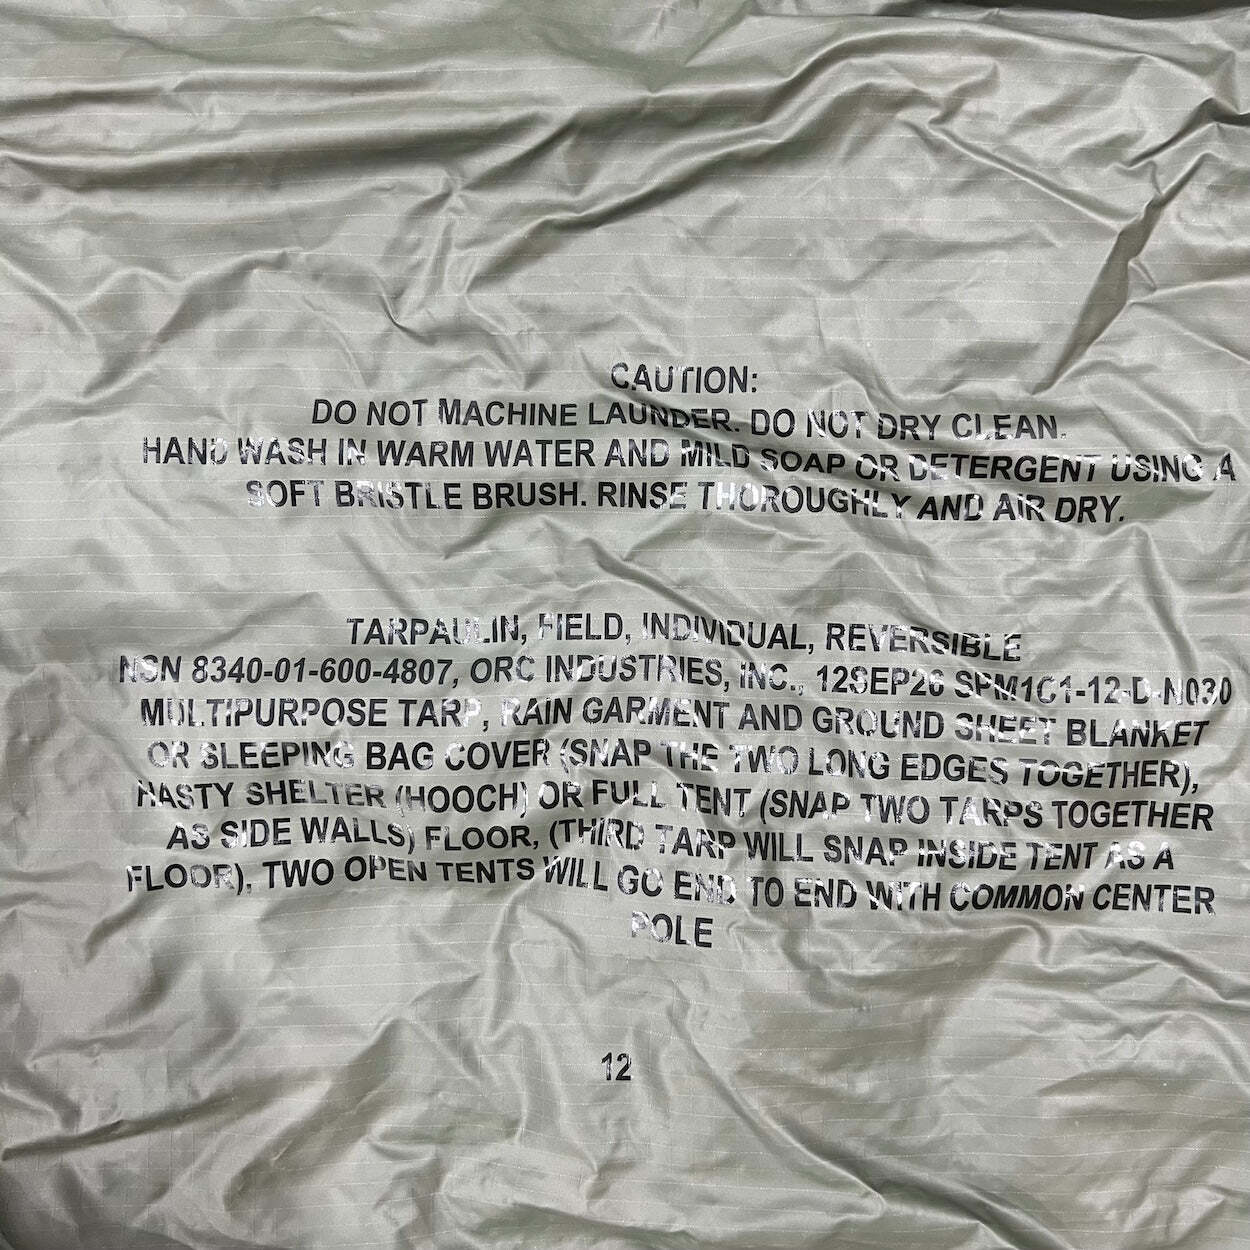 CAUTION:
DO NOT MACHINE LAUNDER. DO NOT DRY CLEAN.
HAND WASH IN WARM WATER AND MILD SOAP OR DETERGENT USING A
SOFT BRISTLE BRUSH. RINSE THOROUGHLY AND AIR DRY.
TARPAULIN, FIELD, INDIVIDUAL, REVERSIBLE
NSN 8340-01-600-4807, ORC INDUSTRIES, INC., 12SEP26 SPM1C1-12-D-N030
MULTIPURPOSE TARP, RAIN GARMENT AND GROUND SHEET BLANKET
OR SLEEPING BAG COVER (SNAP THE TWO LONG EDGES TOGETHER),
HASTY SHELTER (HOOCH) OR FULL TENT (SNAP TWO TARPS TOGETHER
AS SIDE WALLS) FLOOR, (THIRD TARP WILL SNAP INSIDE TENT AS A
FLOOR), TWO OPEN TENTS WILL GO END TO END WITH COMMON CENTER
POLE
12